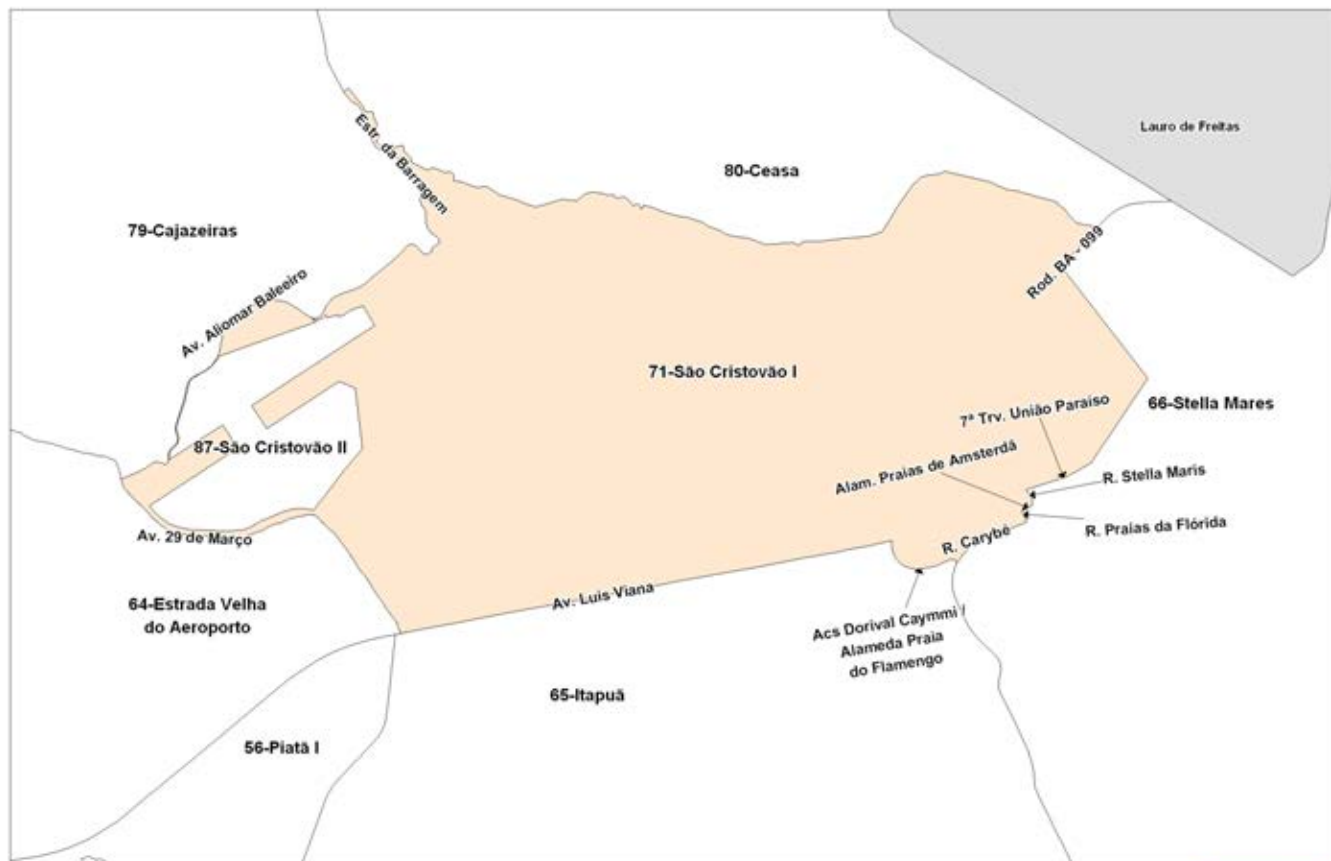 Lauro de Freitas
Estr. da Barragem
80-Ceasa
79-Cajazeiras
Rod. BA - 099
Av. Aliomar Baleeiro
71-São Cristovão I
66-Stella Mares
7ª Trv. União Paraiso
87-São Cristovão II
Alam. Praias de Amsterdã
R. Stella Maris
R. Praias da Flórida
Av. 29 de Março
R. Carybé
Av. Luis Viana
64-Estrada Velha
do Aeroporto
Acs Dorival Caymmi /
Alameda Praia
do Flamengo
65-Itapuã
56-Piatã I